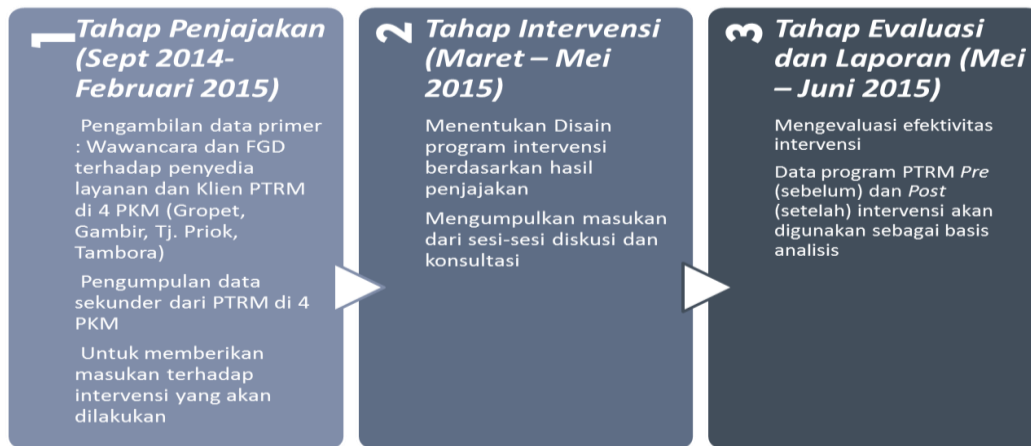 1
Tahap Penjajakan
(Sept 2014-
Februari 2015)
Pengambilan data primer
: Wawancara dan FGD
terhadap penyedia
layanan dan Klien PTRM
di 4 PKM (Gropet,
Gambir, Tj. Priok,
Tambora)
Pengumpulan data
sekunder dari PTRM di 4
PKM
Untuk memberikan
masukan terhadap
intervensi yang akan
dilakukan
2
Tahap Intervensi
(Maret – Mei
2015)
Menentukan Disain
program intervensi
berdasarkan hasil
penjajakan
Mengumpulkan masukan
dari sesi-sesi diskusi dan
konsultasi
3
Tahap Evaluasi
dan Laporan (Mei
– Juni 2015)
Mengevaluasi efektivitas
intervensi
Data program PTRM Pre
(sebelum) dan Post
(setelah) intervensi akan
digunakan sebagai basis
analisis